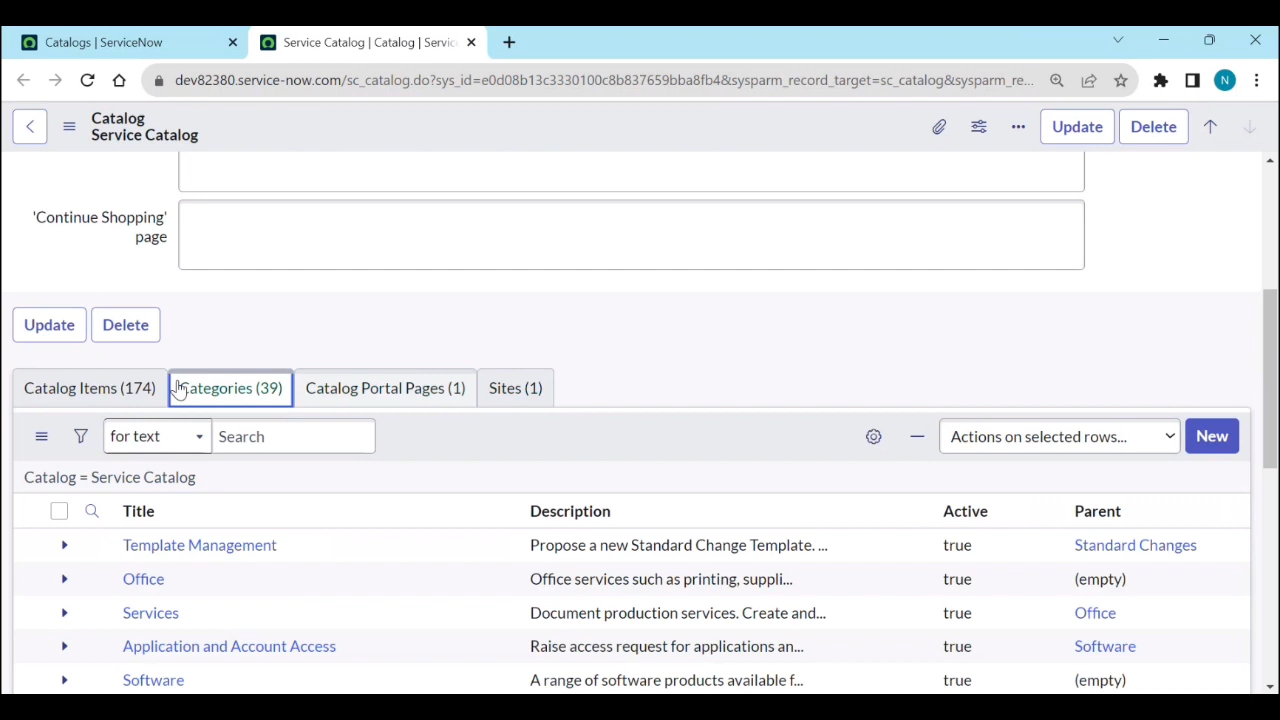 Catalogs | ServiceNow
Service Catalog | Catalog | Servic
dev82380.service-now.com/sc_catalog.do?sys_id=e0d08b13c3330100c8b837659bba8fb4&sysparm_record_target=sc_catalog&sysparm_re...
N
Catalog
Service Catalog
Update
Delete
'Continue Shopping'
page
Update
Delete
Catalog Items (174)
Categories (39)
Catalog Portal Pages (1)
Sites (1)
for text
Search
Actions on selected rows...
New
Catalog = Service Catalog
Title Description Active Parent
Template Management Propose a new Standard Change Template. ... true Standard Changes
Office Office services such as printing, suppli... true (empty)
Services Document production services. Create and... true Office
Application and Account Access Raise access request for applications an... true Software
Software A range of software products available f... true (empty)